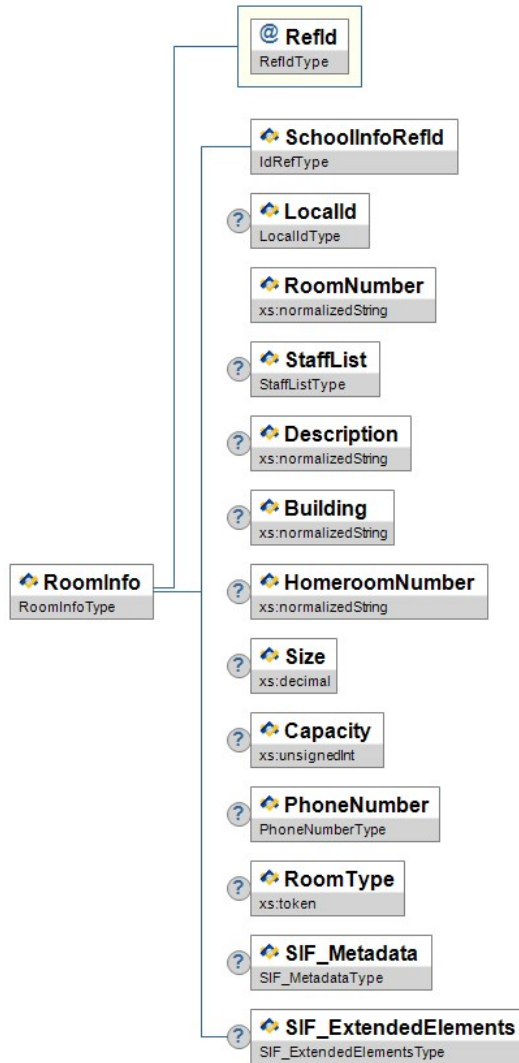 @ RefId
RefIdType
SchoolInfoRefId
IdRefType
? LocalId
LocalIdType
RoomNumber
xs:normalizedString
? StaffList
StaffListType
? Description
xs:normalizedString
? Building
xs:normalizedString
RoomInfo
RoomInfoType
? HomeroomNumber
xs:normalizedString
? Size
xs:decimal
? Capacity
xs:unsignedInt
? PhoneNumber
PhoneNumberType
? RoomType
xs:token
? SIF_Metadata
SIF_MetadataType
? SIF_ExtendedElements
SIF_ExtendedElementsType